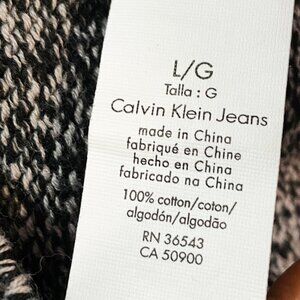 L/G
Talla : G
Calvin Klein Jeans
made in China
fabriqué en Chine
hecho en China
fabricado na China
100% cotton/coton/
algodón/algodão
RN 36543
CA 50900